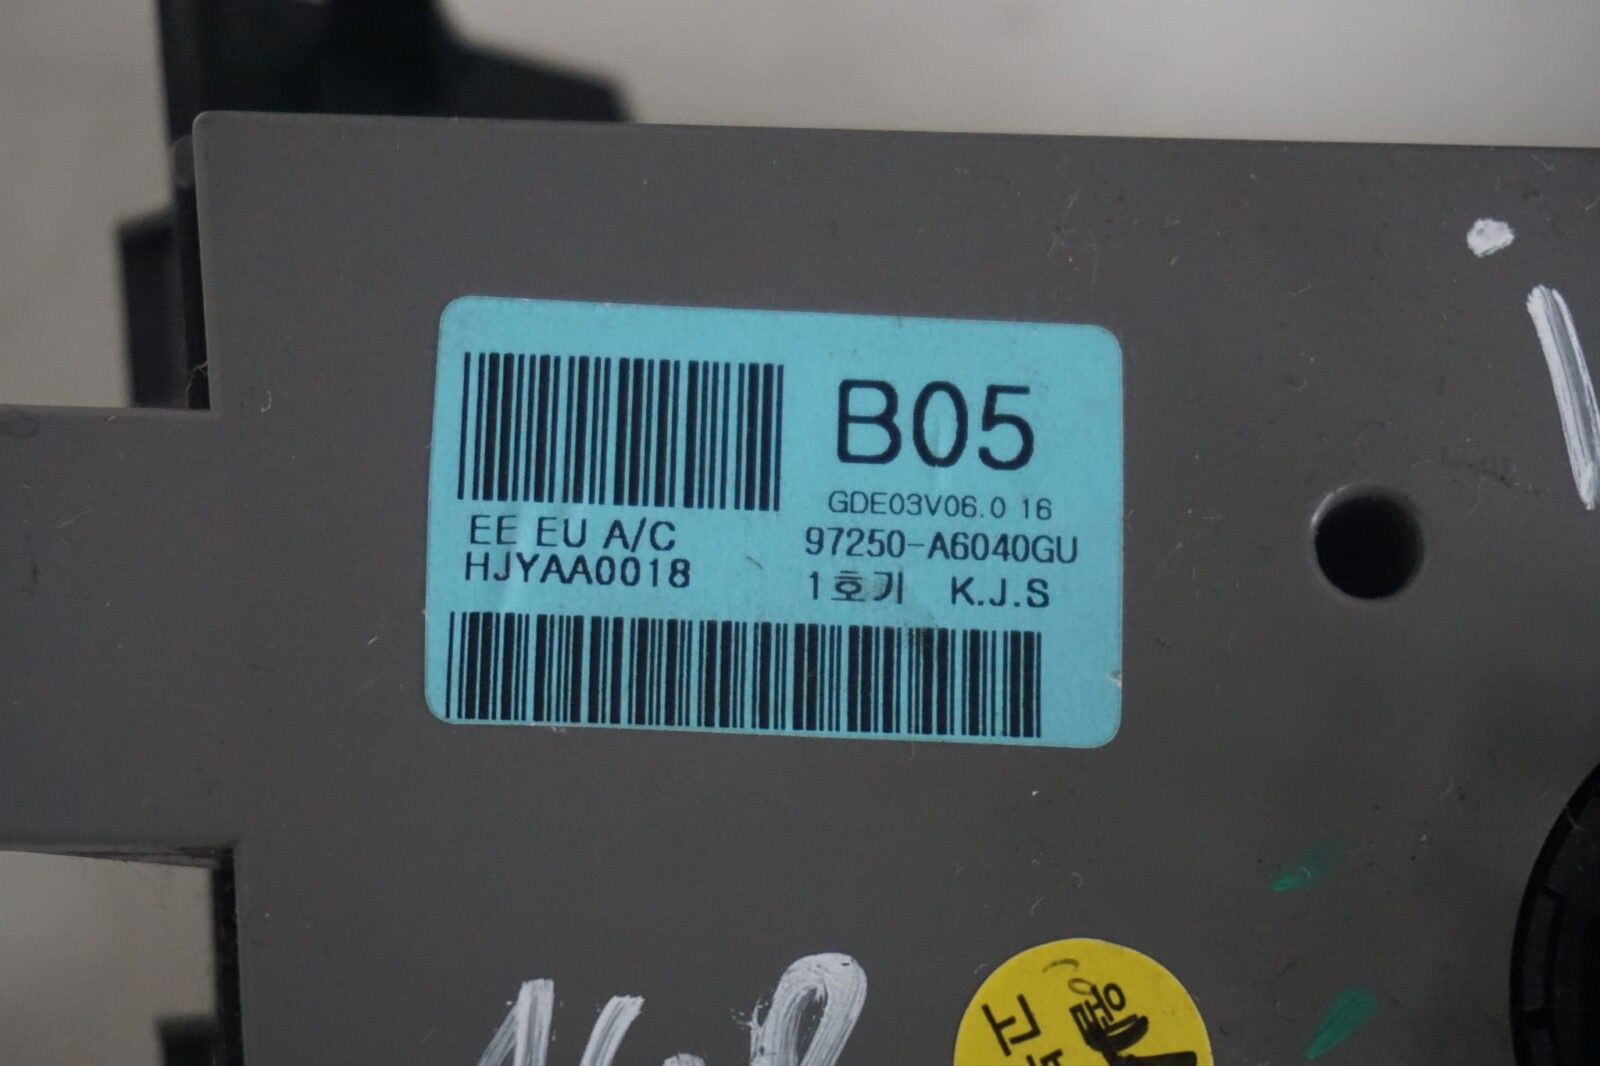 B05
GDE03V06.0 16
EE EU A/C
97250-A6040GU
HJYAA0018
1호기 K.J.S